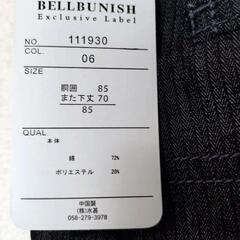 BELLBUNISH
Exclusive Label
NO. 111930
COL. 06
SIZE
胴囲 85
また下丈 70
85
QUAL.
本体
綿 72%
ポリエステル 28%
中国製
(株)水甚
058-279-3978